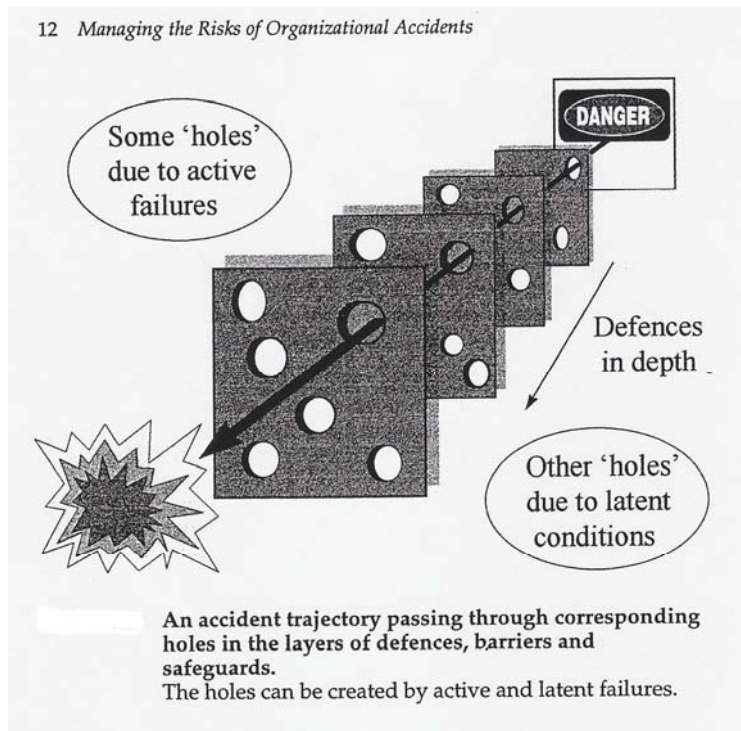 12 Managing the Risks of Organizational Accidents
DANGER
Some ‘holes’
due to active
failures
Defences
in depth
Other ‘holes’
due to latent
conditions
An accident trajectory passing through corresponding
holes in the layers of defences, barriers and
safeguards.
The holes can be created by active and latent failures.